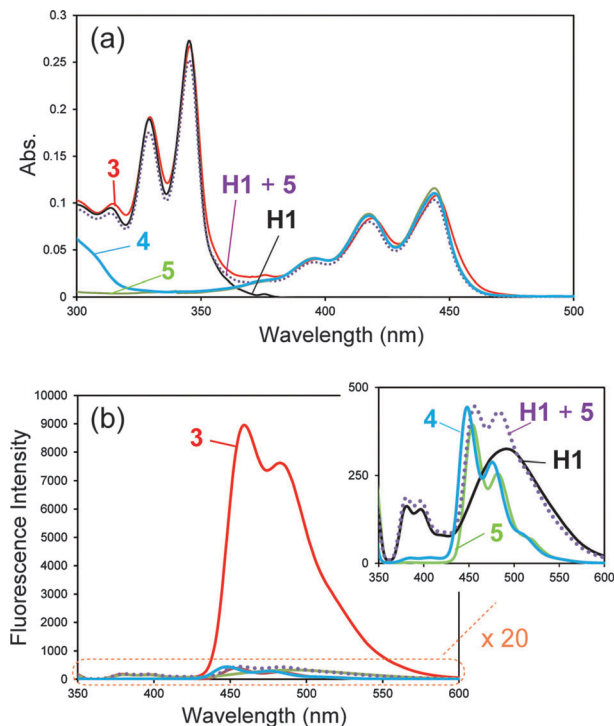 (a)
0.3
0.25
0.2
0.15
0.1
0.05
0
Abs.
3
H1 + 5
H1
4
5
300 350 400 450 500
Wavelength (nm)
(b)
10000
9000
8000
7000
6000
5000
4000
3000
2000
1000
0
Fluorescence Intensity
3
350 400 450 500 550 600
Wavelength (nm)
500
250
0
4
H1 + 5
H1
5
350 400 450 500 550 600
x 20